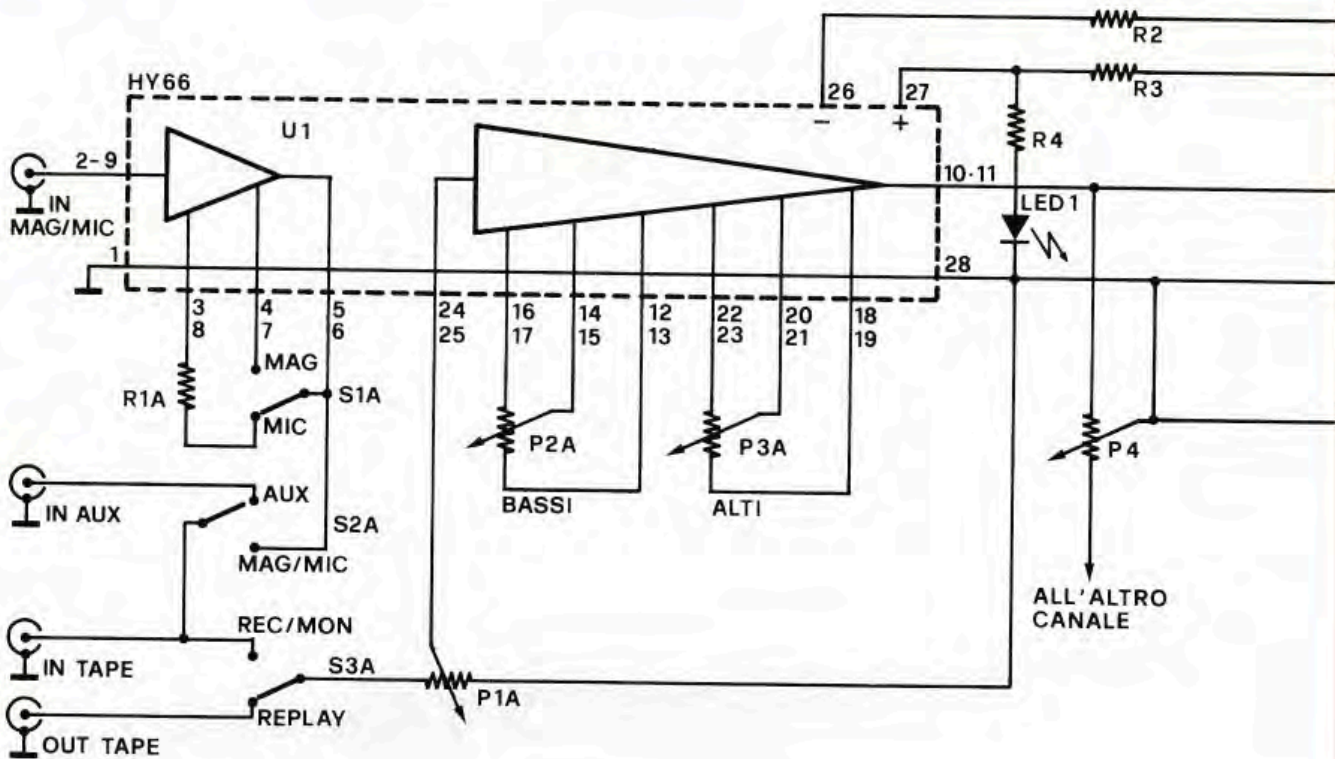 R2
HY66
26
27
R3
-
+
U1
R4
2-9
10·11
IN
MAG/MIC
LED1
1
28
3
8
4
7
5
6
24
25
16
17
14
15
12
13
22
23
20
21
18
19
MAG
R1A
S1A
MIC
P2A
P3A
P4
AUX
IN AUX
S2A
BASSI
ALTI
MAG/MIC
ALL'ALTRO
CANALE
REC/MON
IN TAPE
S3A
P1A
REPLAY
OUT TAPE